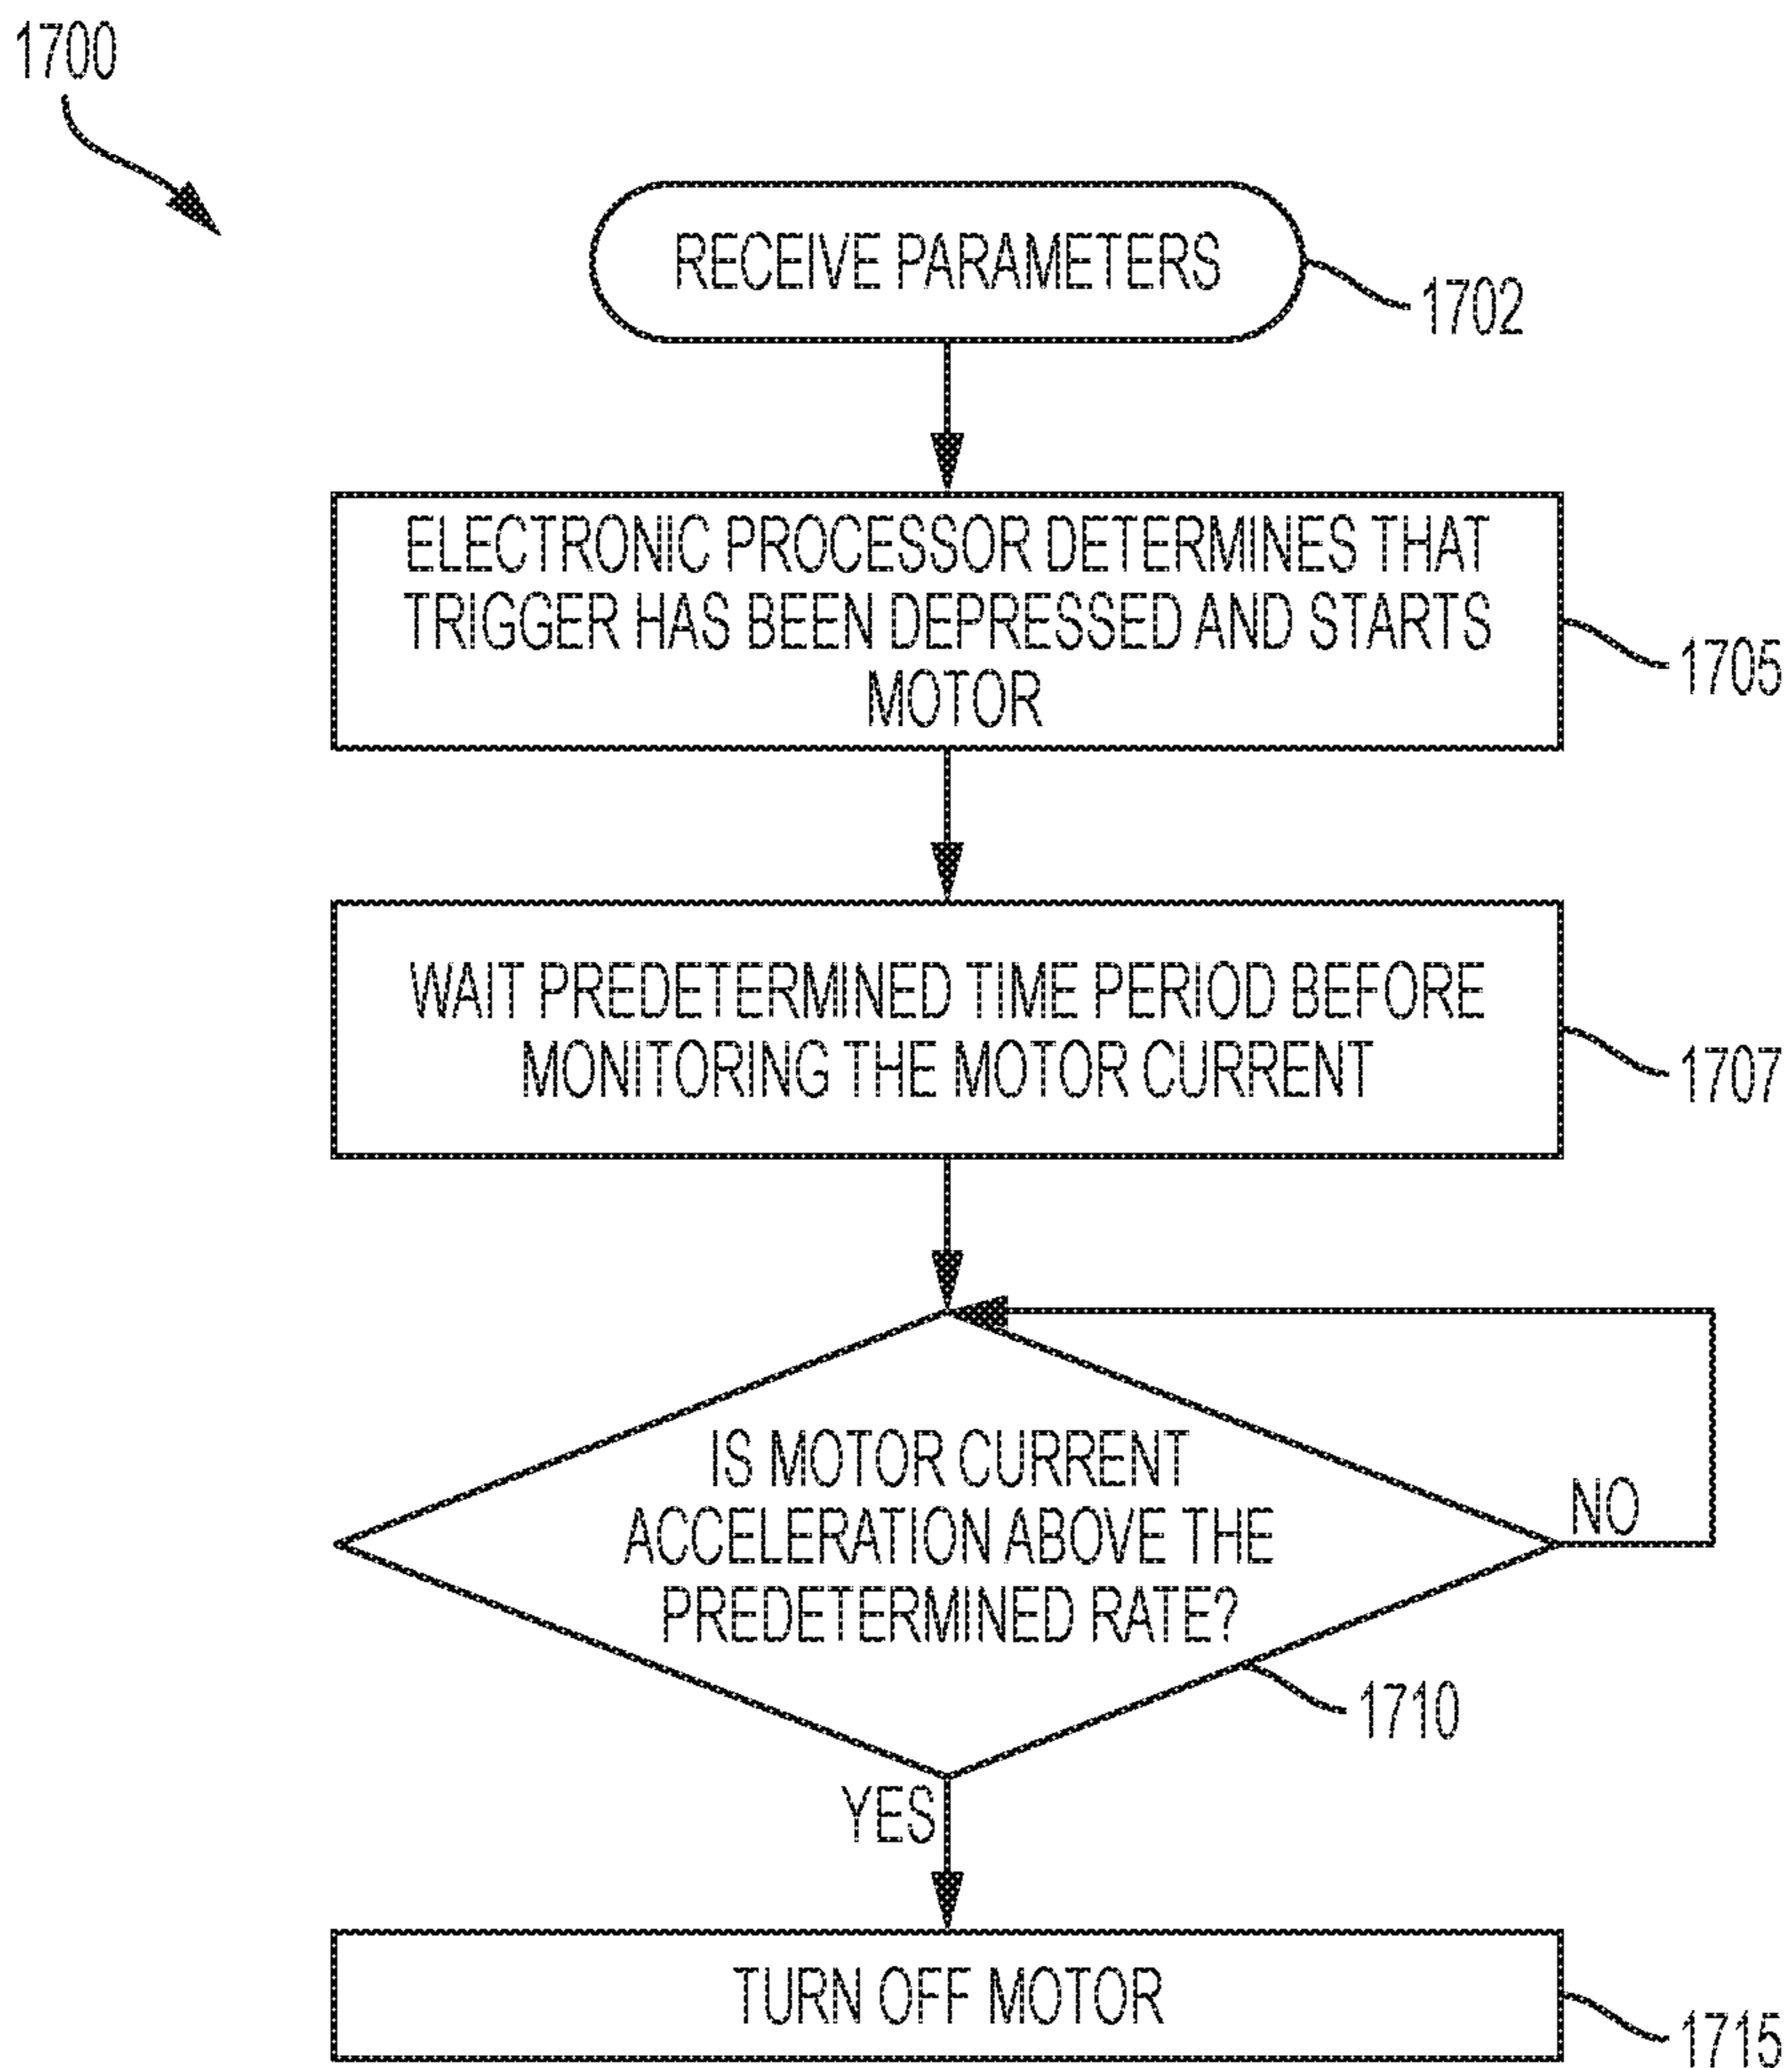 1700
RECEIVE PARAMETERS
1702
ELECTRONIC PROCESSOR DETERMINES THAT
TRIGGER HAS BEEN DEPRESSED AND STARTS
MOTOR
1705
WAIT PREDETERMINED TIME PERIOD BEFORE
MONITORING THE MOTOR CURRENT
1707
IS MOTOR CURRENT
ACCELERATION ABOVE THE
PREDETERMINED RATE?
NO
1710
YES
TURN OFF MOTOR
1715